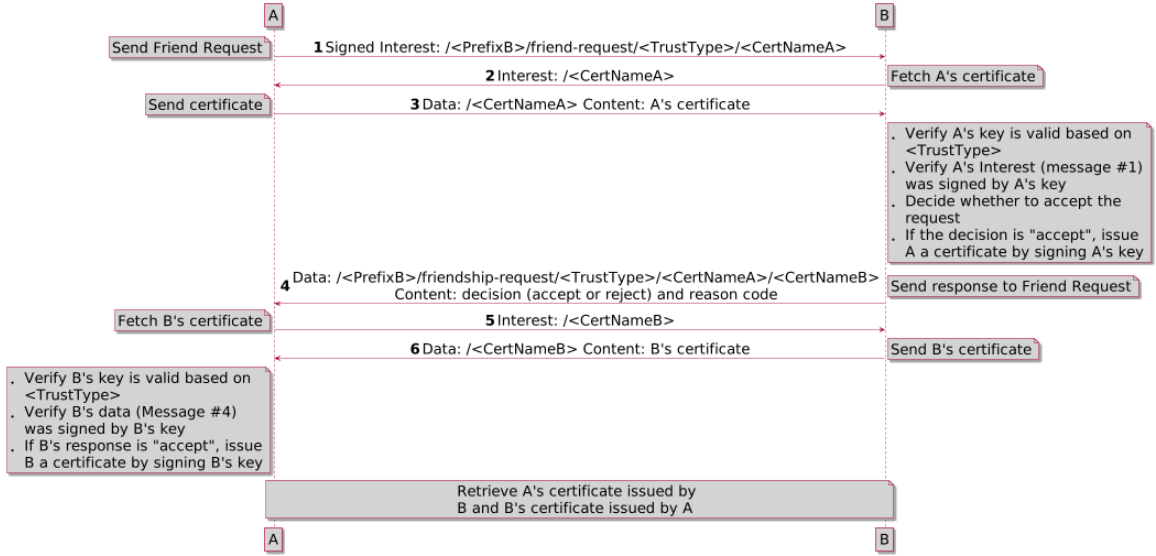 A B
Send Friend Request 1 Signed Interest: /<PrefixB>/friend-request/<TrustType>/<CertNameA>
2 Interest: /<CertNameA> Fetch A's certificate
Send certificate 3 Data: /<CertNameA> Content: A's certificate
. Verify A's key is valid based on
<TrustType>
. Verify A's Interest (message #1)
was signed by A's key
. Decide whether to accept the
request
. If the decision is "accept", issue
A a certificate by signing A's key
4 Data: /<PrefixB>/friendship-request/<TrustType>/<CertNameA>/<CertNameB>
Content: decision (accept or reject) and reason code
Send response to Friend Request
Fetch B's certificate 5 Interest: /<CertNameB>
6 Data: /<CertNameB> Content: B's certificate Send B's certificate
. Verify B's key is valid based on
<TrustType>
. Verify B's data (Message #4)
was signed by B's key
. If B's response is "accept", issue
B a certificate by signing B's key
Retrieve A's certificate issued by
B and B's certificate issued by A
A B